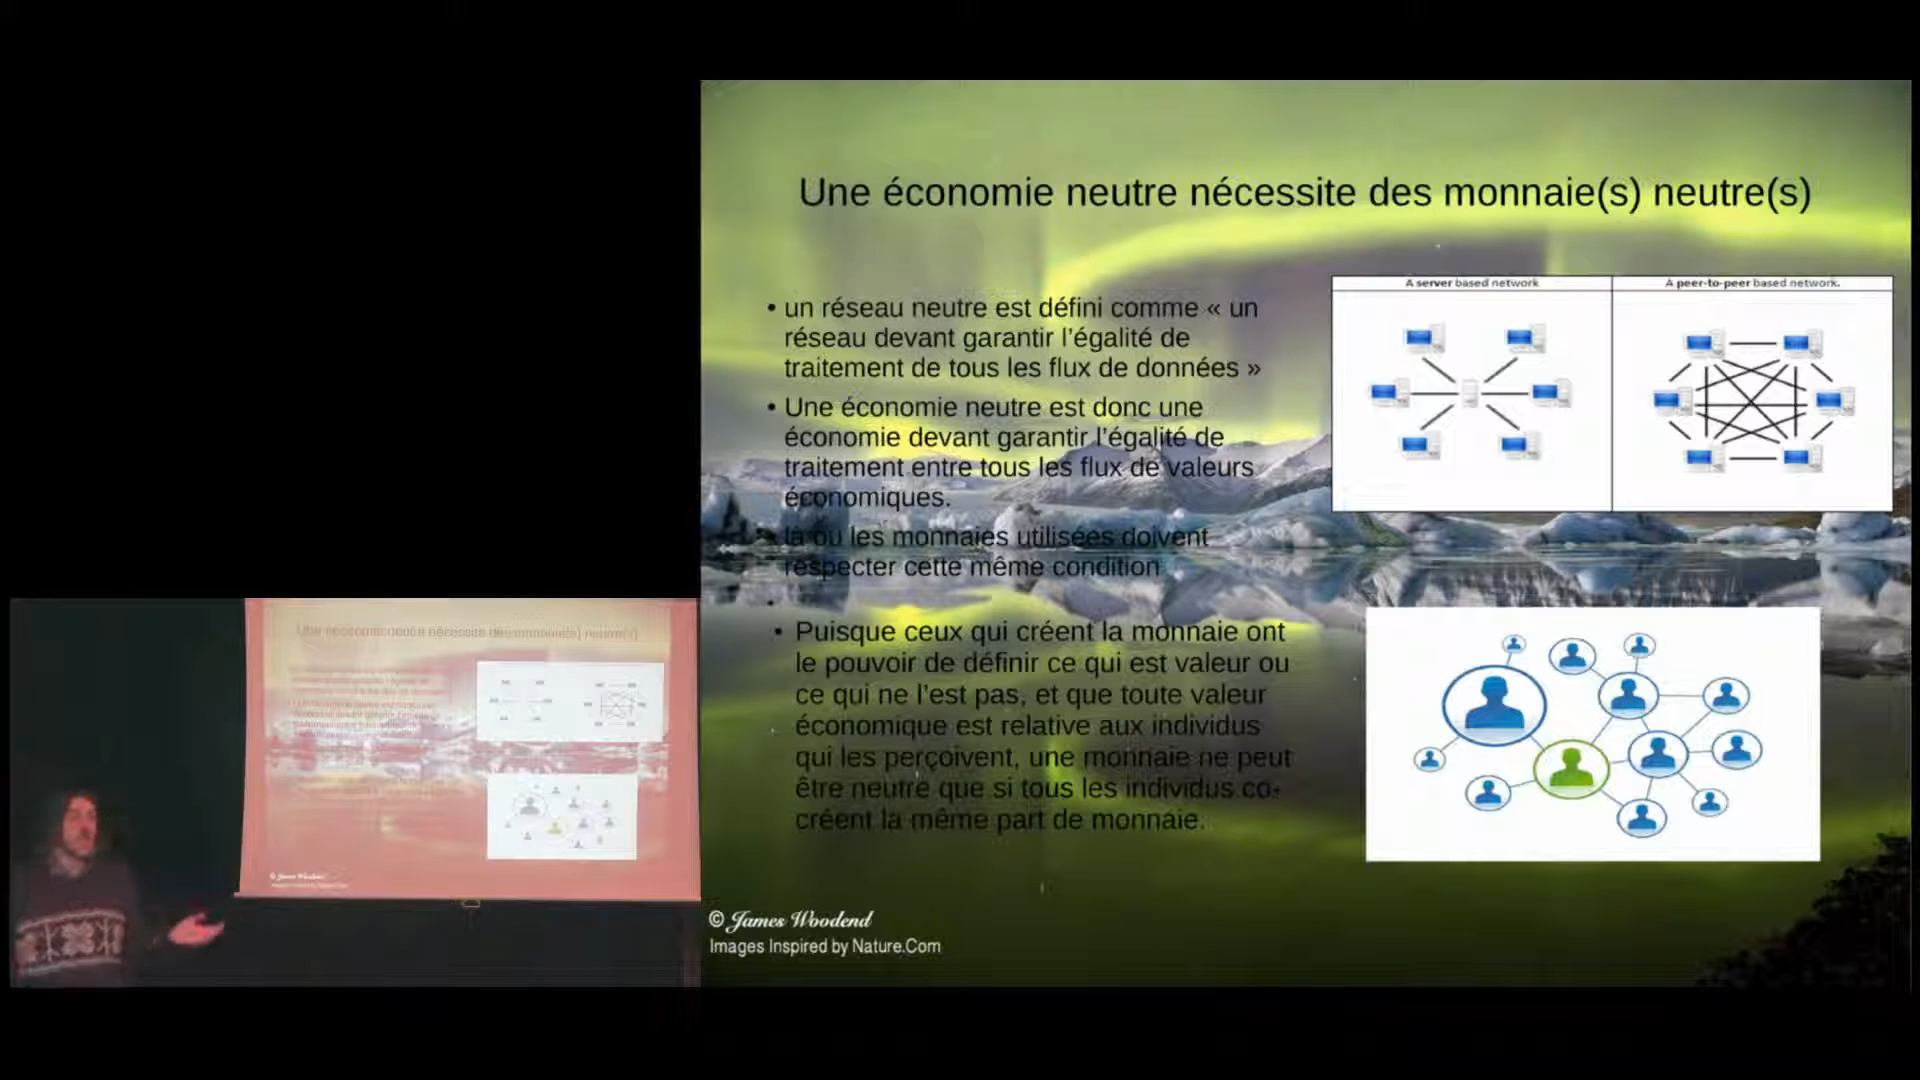 Une économie neutre nécessite des monnaie(s) neutre(s)
• un réseau neutre est défini comme « un
réseau devant garantir l'égalité de
traitement de tous les flux de données »
• Une économie neutre est donc une
économie devant garantir l'égalité de
traitement entre tous les flux de valeurs
économiques.
• là ou les monnaies utilisées doivent
respecter cette même condition
•
• Puisque ceux qui créent la monnaie ont
le pouvoir de définir ce qui est valeur ou
ce qui ne l'est pas, et que toute valeur
économique est relative aux individus
qui les perçoivent, une monnaie ne peut
être neutre que si tous les individus co-
créent la même part de monnaie.
A server based network
A peer-to-peer based network.
© James Woodend
Images Inspired by Nature.Com